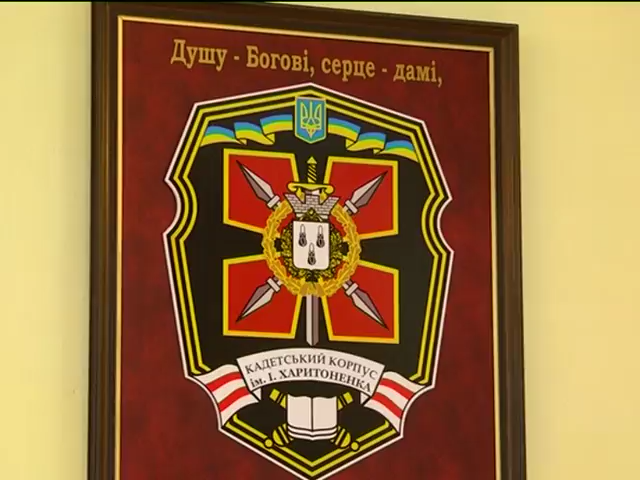 Душу - Богові, серце - дамі,
КАДЕТСЬКИЙ КОРПУС
ім. І. ХАРИТОНЕНКА